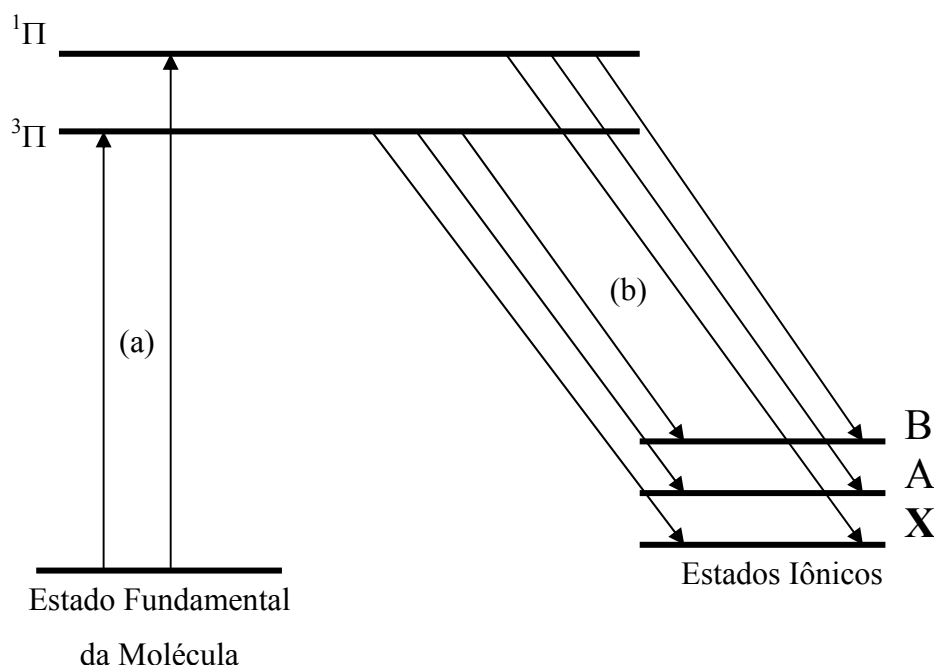 ¹Π
³Π
(a)
(b)
B
A
X
Estados Iônicos
Estado Fundamental
da Molécula